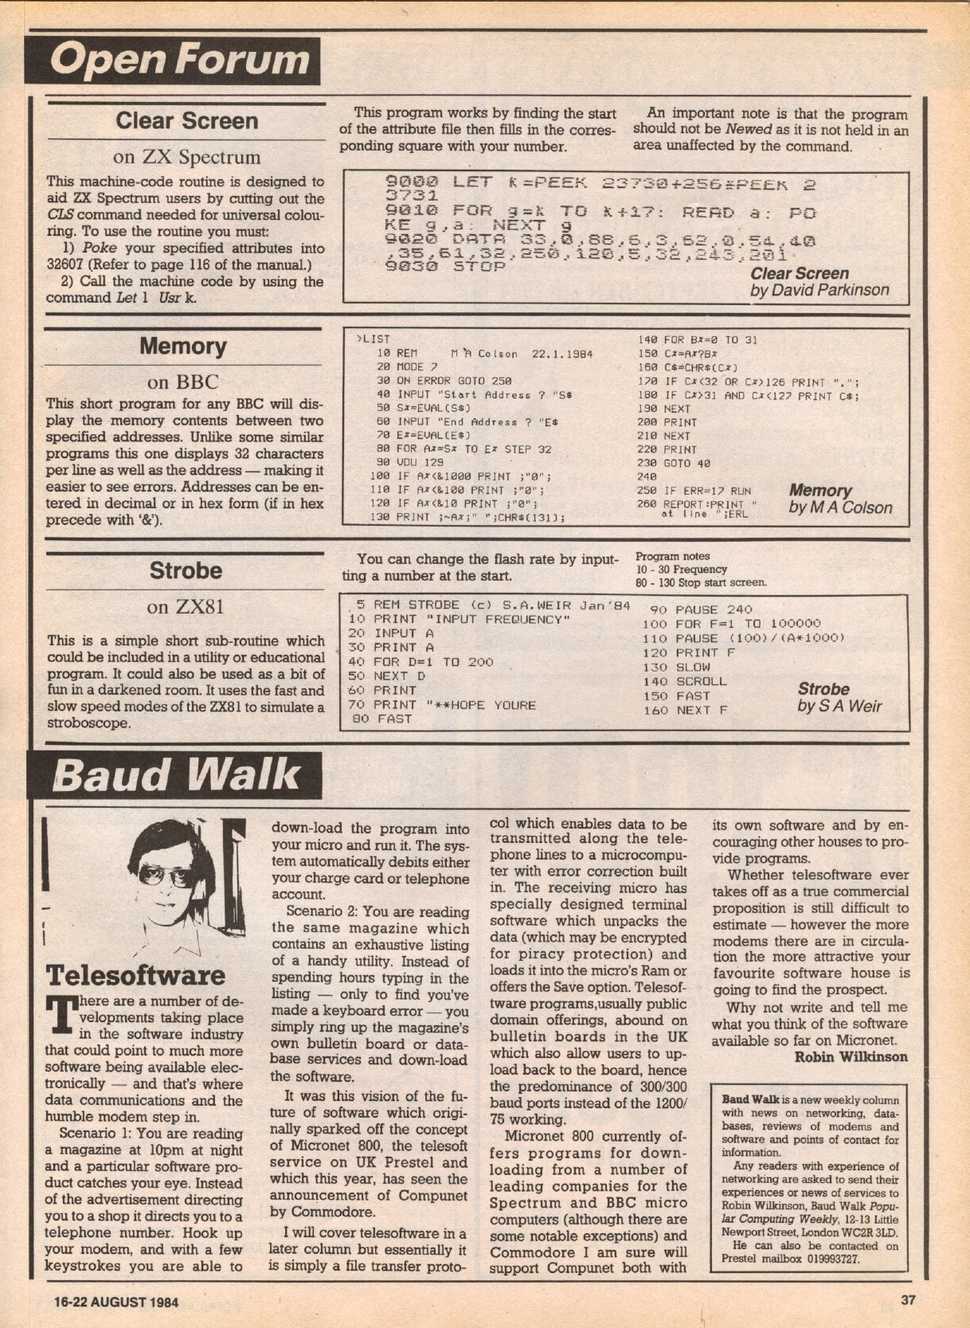 Open Forum
Clear Screen
on ZX Spectrum
This machine-code routine is designed to
aid ZX Spectrum users by cutting out the
CLS command needed for universal colou-
ring. To use the routine you must:
1) Poke your specified attributes into
32607 (Refer to page 116 of the manual.)
2) Call the machine code by using the
command Let 1 Usr k.
This program works by finding the start
of the attribute file then fills in the corres-
ponding square with your number.
An important note is that the program
should not be Newed as it is not held in an
area unaffected by the command.
9000 LET k=PEEK 23730+256*PEEK 2
3731
9010 FOR g=k TO k+17: READ a: PO
KE g,a: NEXT g
9020 DATA 33,0,88,6,3,62,0,54,40
,35,61,32,250,120,5,32,243,201
9030 STOP
Clear Screen
by David Parkinson
Memory
on BBC
This short program for any BBC will dis-
play the memory contents between two
specified addresses. Unlike some similar
programs this one displays 32 characters
per line as well as the address — making it
easier to see errors. Addresses can be en-
tered in decimal or in hex form (if in hex
precede with '&').
>LIST
10 REM M A Colson 22.1.1984
20 MODE 7
30 ON ERROR GOTO 250
40 INPUT "Start Address ? "S$
50 S%=EVAL(S$)
60 INPUT "End Address ? "E$
70 E%=EVAL(E$)
80 FOR A%=S% TO E% STEP 32
90 VDU 129
100 IF A%<&1000 PRINT ;"0";
110 IF A%<&100 PRINT ;"0";
120 IF A%<&10 PRINT ;"0";
130 PRINT ;~A%;" ";CHR$(131);
140 FOR B%=0 TO 31
150 C%=A%?B%
160 C$=CHR$(C%)
170 IF C%<32 OR C%>126 PRINT ".";
180 IF C%>31 AND C%<127 PRINT C$;
190 NEXT
200 PRINT
210 NEXT
220 PRINT
230 GOTO 40
240
250 IF ERR=17 RUN
260 REPORT:PRINT "
at line ";ERL
Memory
by M A Colson
Strobe
on ZX81
This is a simple short sub-routine which
could be included in a utility or educational
program. It could also be used as a bit of
fun in a darkened room. It uses the fast and
slow speed modes of the ZX81 to simulate a
stroboscope.
You can change the flash rate by input-
ting a number at the start.
Program notes
10 - 30 Frequency
80 - 130 Stop start screen.
5 REM STROBE (c) S.A.WEIR Jan'84
10 PRINT "INPUT FREQUENCY"
20 INPUT A
30 PRINT A
40 FOR D=1 TO 200
50 NEXT D
60 PRINT
70 PRINT "**HOPE YOURE
80 FAST
90 PAUSE 240
100 FOR F=1 TO 100000
110 PAUSE (100)/(A*1000)
120 PRINT F
130 SLOW
140 SCROLL
150 FAST
160 NEXT F
Strobe
by S A Weir
Baud Walk
Telesoftware
There are a number of de-
velopments taking place
in the software industry
that could point to much more
software being available elec-
tronically — and that's where
data communications and the
humble modem step in.
Scenario 1: You are reading
a magazine at 10pm at night
and a particular software pro-
duct catches your eye. Instead
of the advertisement directing
you to a shop it directs you to a
telephone number. Hook up
your modem, and with a few
keystrokes you are able to
down-load the program into
your micro and run it. The sys-
tem automatically debits either
your charge card or telephone
account.
Scenario 2: You are reading
the same magazine which
contains an exhaustive listing
of a handy utility. Instead of
spending hours typing in the
listing — only to find you've
made a keyboard error — you
simply ring up the magazine's
own bulletin board or data-
base services and down-load
the software.
It was this vision of the fu-
ture of software which origi-
nally sparked off the concept
of Micronet 800, the telesoft
service on UK Prestel and
which this year, has seen the
announcement of Compunet
by Commodore.
I will cover telesoftware in a
later column but essentially it
is simply a file transfer proto-
col which enables data to be
transmitted along the tele-
phone lines to a microcompu-
ter with error correction built
in. The receiving micro has
specially designed terminal
software which unpacks the
data (which may be encrypted
for piracy protection) and
loads it into the micro's Ram or
offers the Save option. Telesof-
tware programs,usually public
domain offerings, abound on
bulletin boards in the UK
which also allow users to up-
load back to the board, hence
the predominance of 300/300
baud ports instead of the 1200/
75 working.
Micronet 800 currently of-
fers programs for down-
loading from a number of
leading companies for the
Spectrum and BBC micro
computers (although there are
some notable exceptions) and
Commodore I am sure will
support Compunet both with
its own software and by en-
couraging other houses to pro-
vide programs.
Whether telesoftware ever
takes off as a true commercial
proposition is still difficult to
estimate — however the more
modems there are in circula-
tion the more attractive your
favourite software house is
going to find the prospect.
Why not write and tell me
what you think of the software
available so far on Micronet.
Robin Wilkinson
Baud Walk is a new weekly column
with news on networking, data-
bases, reviews of modems and
software and points of contact for
information.
Any readers with experience of
networking are asked to send their
experiences or news of services to
Robin Wilkinson, Baud Walk Popu-
lar Computing Weekly, 12-13 Little
Newport Street, London WC2R 3LD.
He can also be contacted on
Prestel mailbox 019993727.
16-22 AUGUST 1984
37